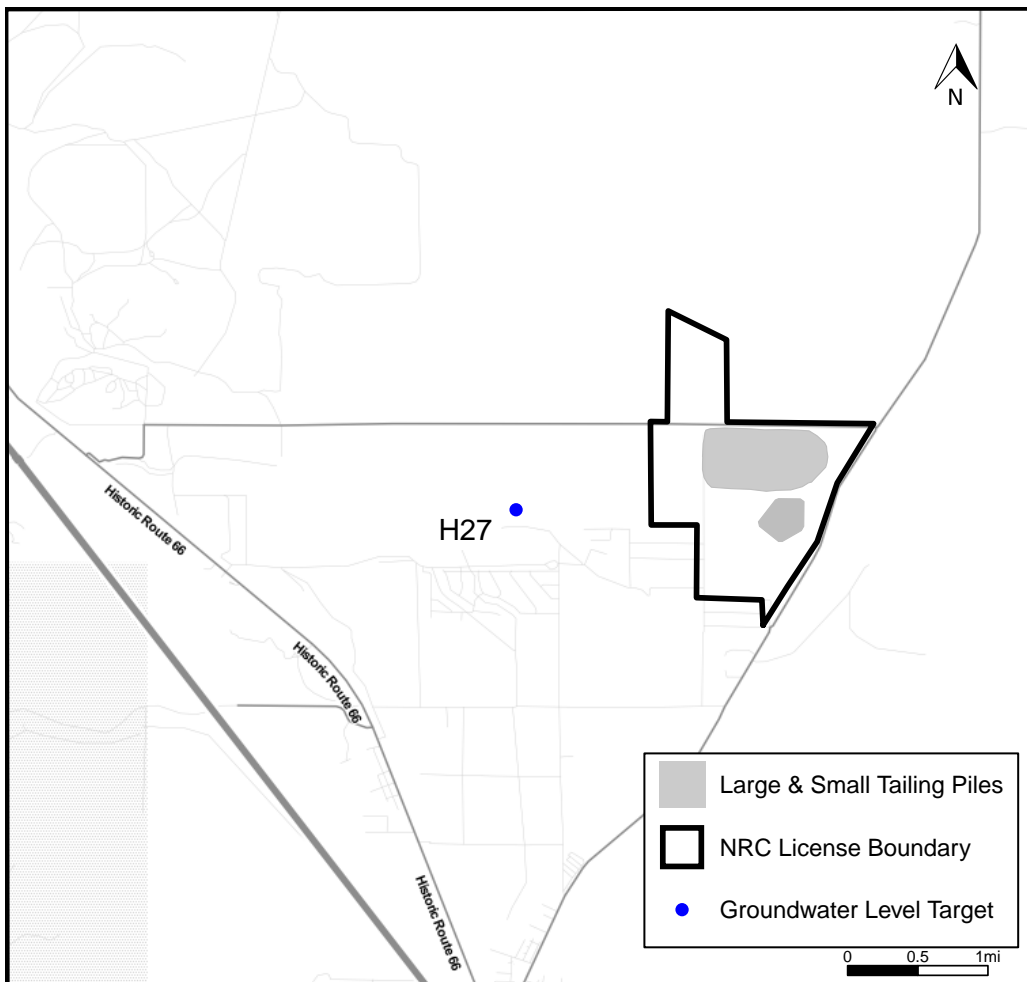 N
H27
Historic Route 66
Historic Route 66
Historic Route 66
Large & Small Tailing Piles
NRC License Boundary
Groundwater Level Target
0 0.5 1mi